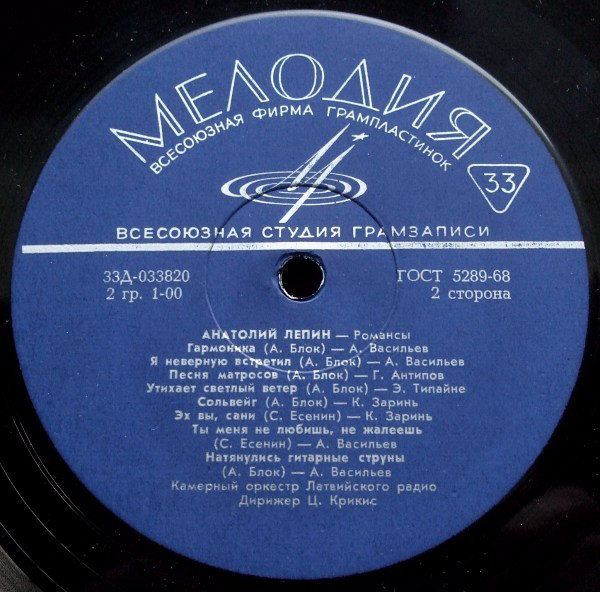 МЕЛОДИЯ
ВСЕСОЮЗНАЯ ФИРМА ГРАМПЛАСТИНОК
33
ВСЕСОЮЗНАЯ СТУДИЯ ГРАМЗАПИСИ
33Д-033820
2 гр. 1-00
ГОСТ 5289-68
2 сторона
АНАТОЛИЙ ЛЕПИН — Романсы
Гармоника (А. Блок) — А. Васильев
Я неверную встретил (А. Блок) — А. Васильев
Песня матросов (А. Блок) — Г. Антипов
Утихает светлый ветер (А. Блок) — Э. Типайне
Сольвейг (А. Блок) — К. Заринь
Эх вы, сани (С. Есенин) — К. Заринь
Ты меня не любишь, не жалеешь
(С. Есенин) — А. Васильев
Натянулись гитарные струны
(А. Блок) — А. Васильев
Камерный оркестр Латвийского радио
Дирижер Ц. Крикис